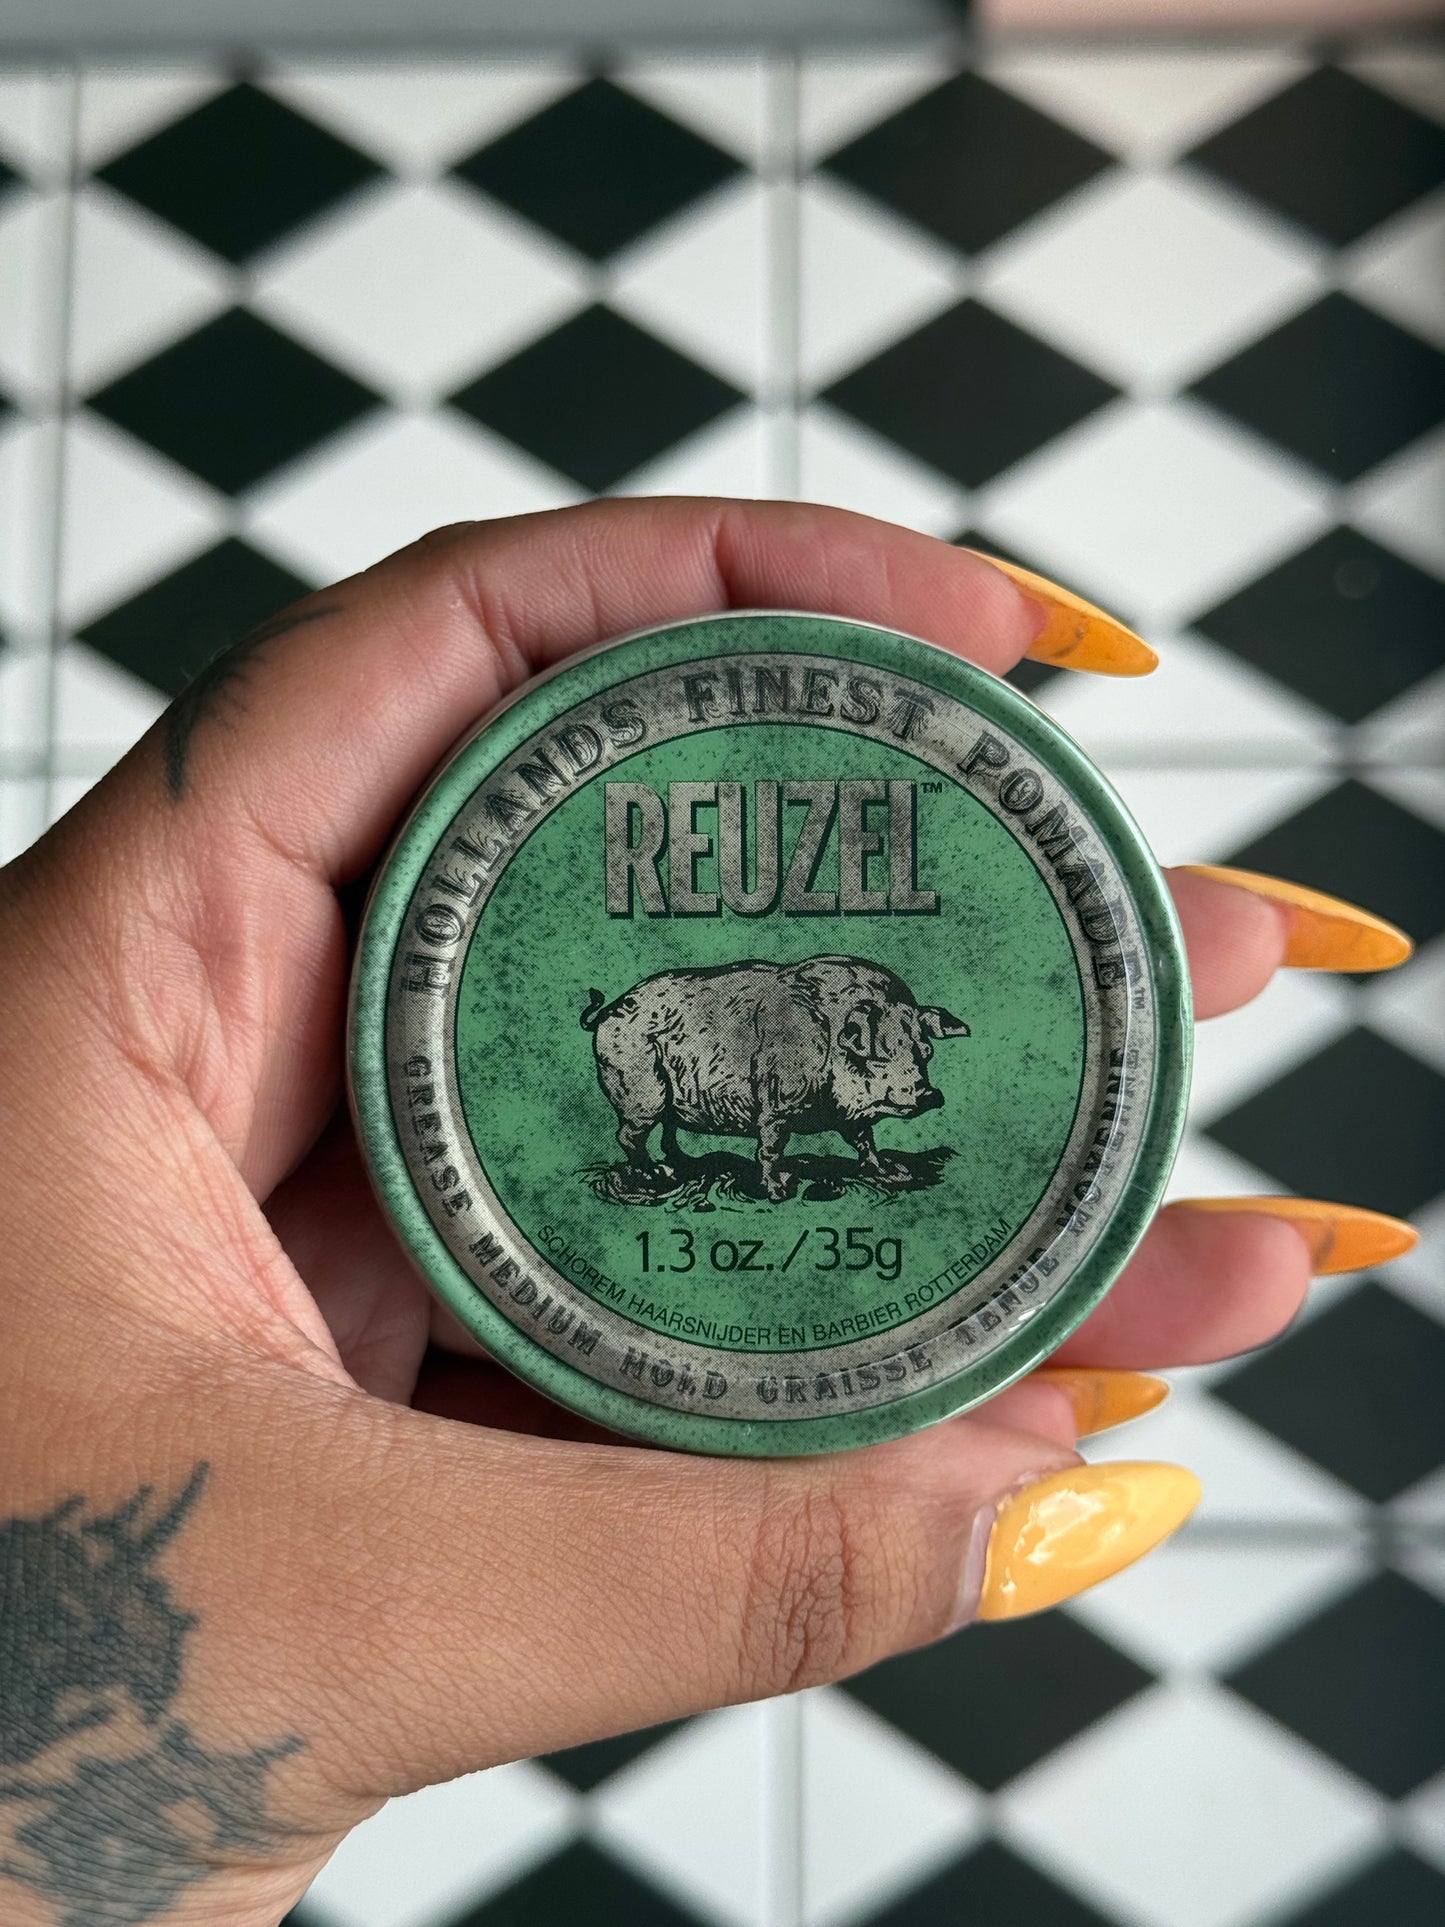 HOLLANDS FINEST POMADE™
REUZEL™
1.3 oz./35g
SCHOREM HAARSNIJDER EN BARBIER ROTTERDAM
GREASE MEDIUM HOLD GRAISSE TENUE MOYENNE